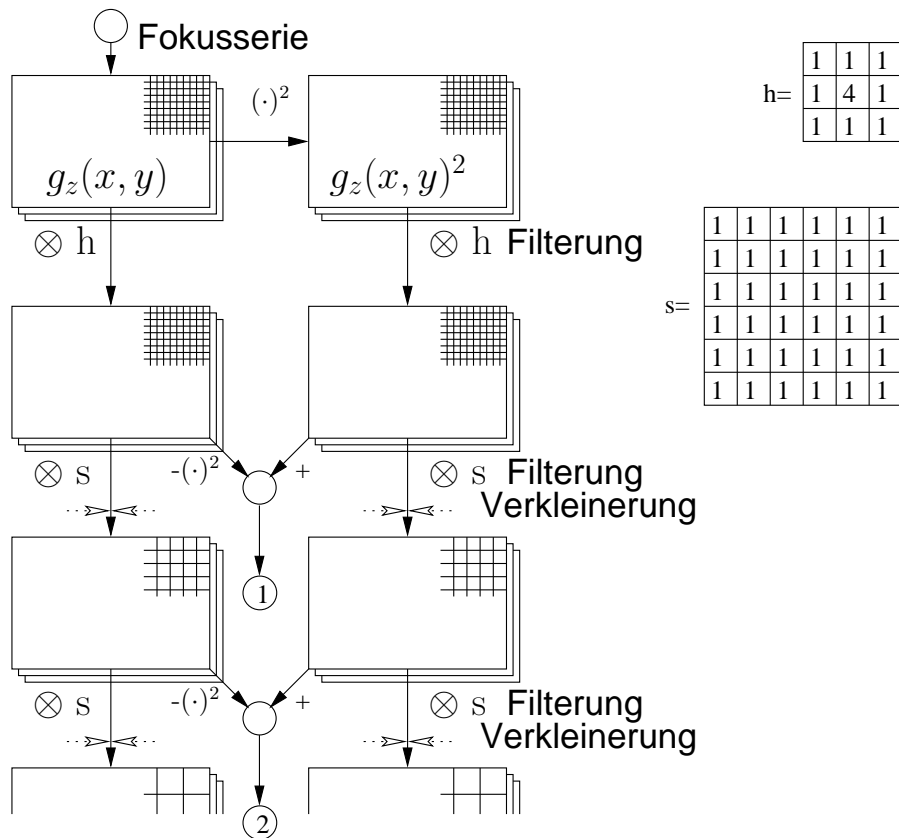 Fokusserie
(·)²
g_z(x, y)
g_z(x, y)²
h=
1 1 1
1 4 1
1 1 1
⊗ h
⊗ h Filterung
s=
1 1 1 1 1 1
1 1 1 1 1 1
1 1 1 1 1 1
1 1 1 1 1 1
1 1 1 1 1 1
1 1 1 1 1 1
⊗ s
-(·)²
+
⊗ s Filterung
Verkleinerung
1
⊗ s
-(·)²
+
⊗ s Filterung
Verkleinerung
2